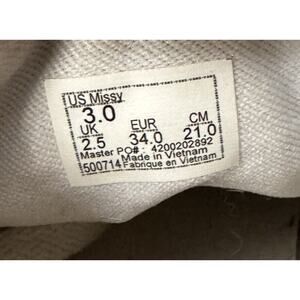 US Missy
3.0
UK EUR CM
2.5 34.0 21.0
Master PO#: 4200202892
Made in Vietnam
500714 Fabrique en Vietnam